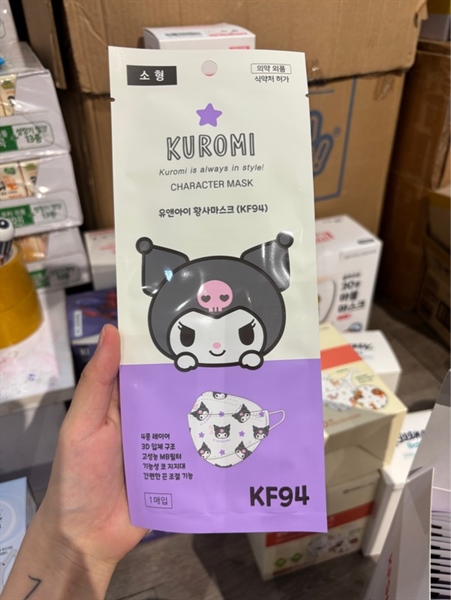 소 형
의약 외품
식약처 허가
KUROMI
Kuromi is always in style!
CHARACTER MASK
유앤아이 황사마스크 (KF94)
4중 레이어
3D 입체 구조
고성능 MB필터
기능성 코 지지대
간편한 끈 조절 기능
1매입
KF94
마스크